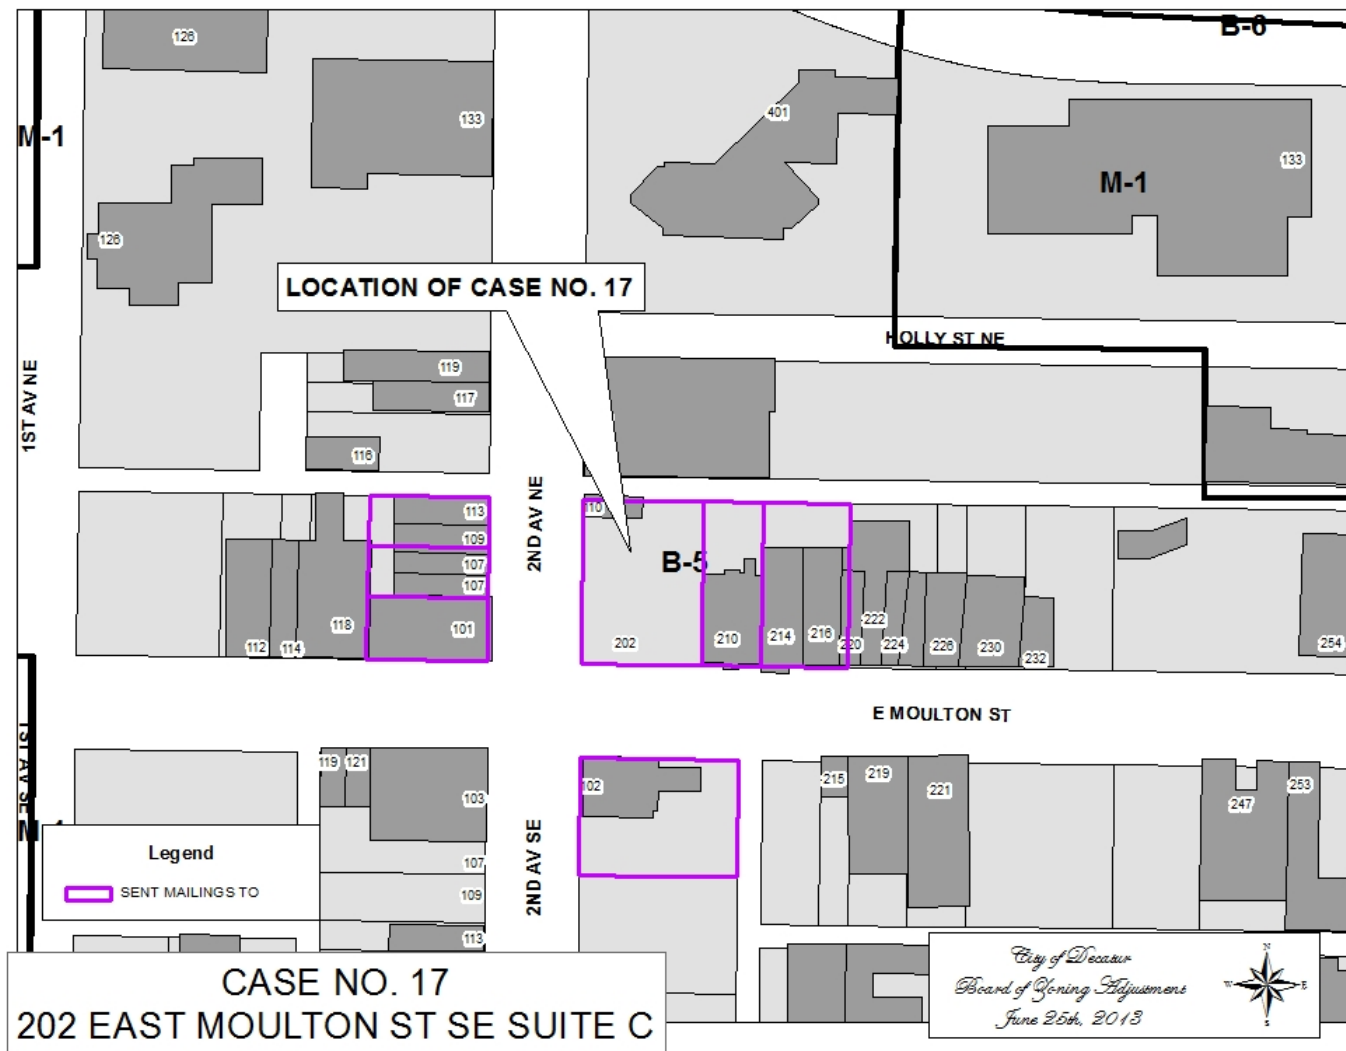 126
B-6
133
401
M-1
133
M-1
126
LOCATION OF CASE NO. 17
HOLLY ST NE
1ST AV NE
119
117
116
2ND AV NE
113
109
107
107
101
118
114
112
110
B-5
202
210
214
216
220
222
224
226
230
232
254
E MOULTON ST
1ST AV SE
119
121
103
102
215
219
221
247
253
2ND AV SE
107
109
113
Legend
SENT MAILINGS TO
CASE NO. 17
202 EAST MOULTON ST SE SUITE C
City of Decatur
Board of Zoning Adjustment
June 25th, 2013
N
W
E
S